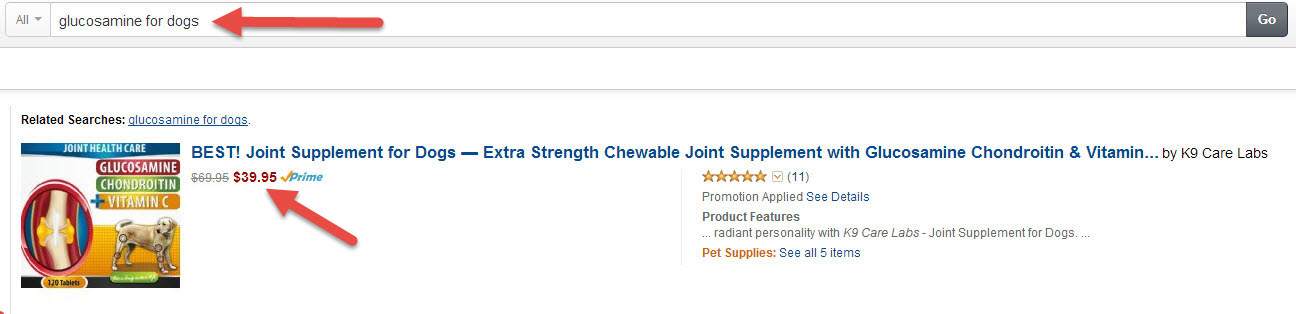 All
glucosamine for dogs
Go
Related Searches: glucosamine for dogs.
JOINT HEALTH CARE
GLUCOSAMINE
CHONDROITIN
+ VITAMIN C
120 Tablets
BEST! Joint Supplement for Dogs — Extra Strength Chewable Joint Supplement with Glucosamine Chondroitin & Vitamin... by K9 Care Labs
$69.95 $39.95 Prime
(11)
Promotion Applied See Details
Product Features
... radiant personality with K9 Care Labs - Joint Supplement for Dogs. ...
Pet Supplies: See all 5 items